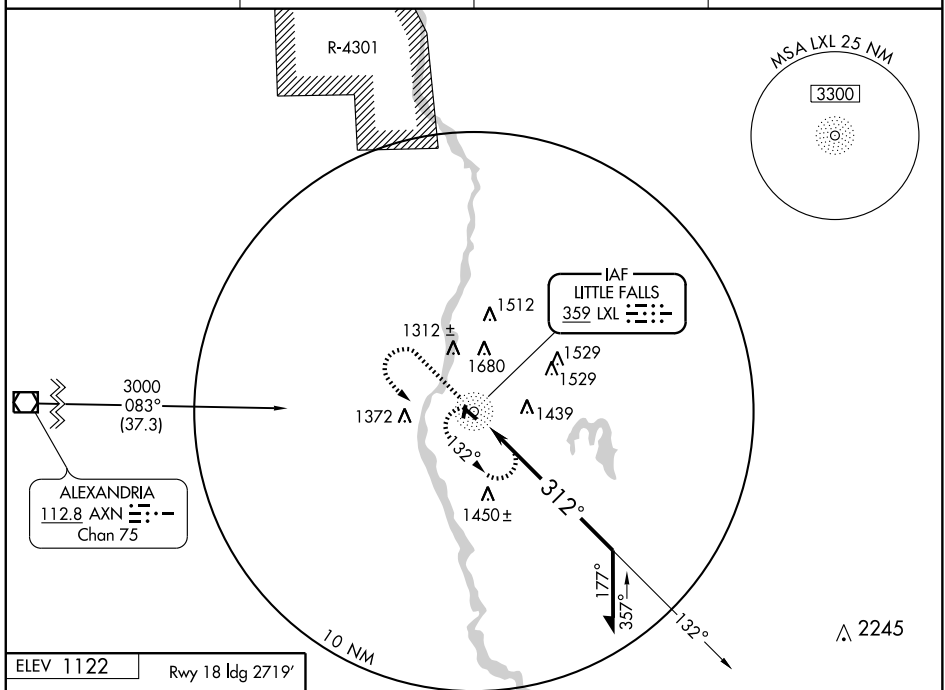 R-4301
MSA LXL 25 NM
3300
IAF
LITTLE FALLS
359 LXL
1512
1312 ±
1680
1529
1529
1372
1439
3000
083°
(37.3)
132°
1450 ±
312°
ALEXANDRIA
112.8 AXN
Chan 75
177°
357°
132°
2245
10 NM
ELEV 1122
Rwy 18 ldg 2719'